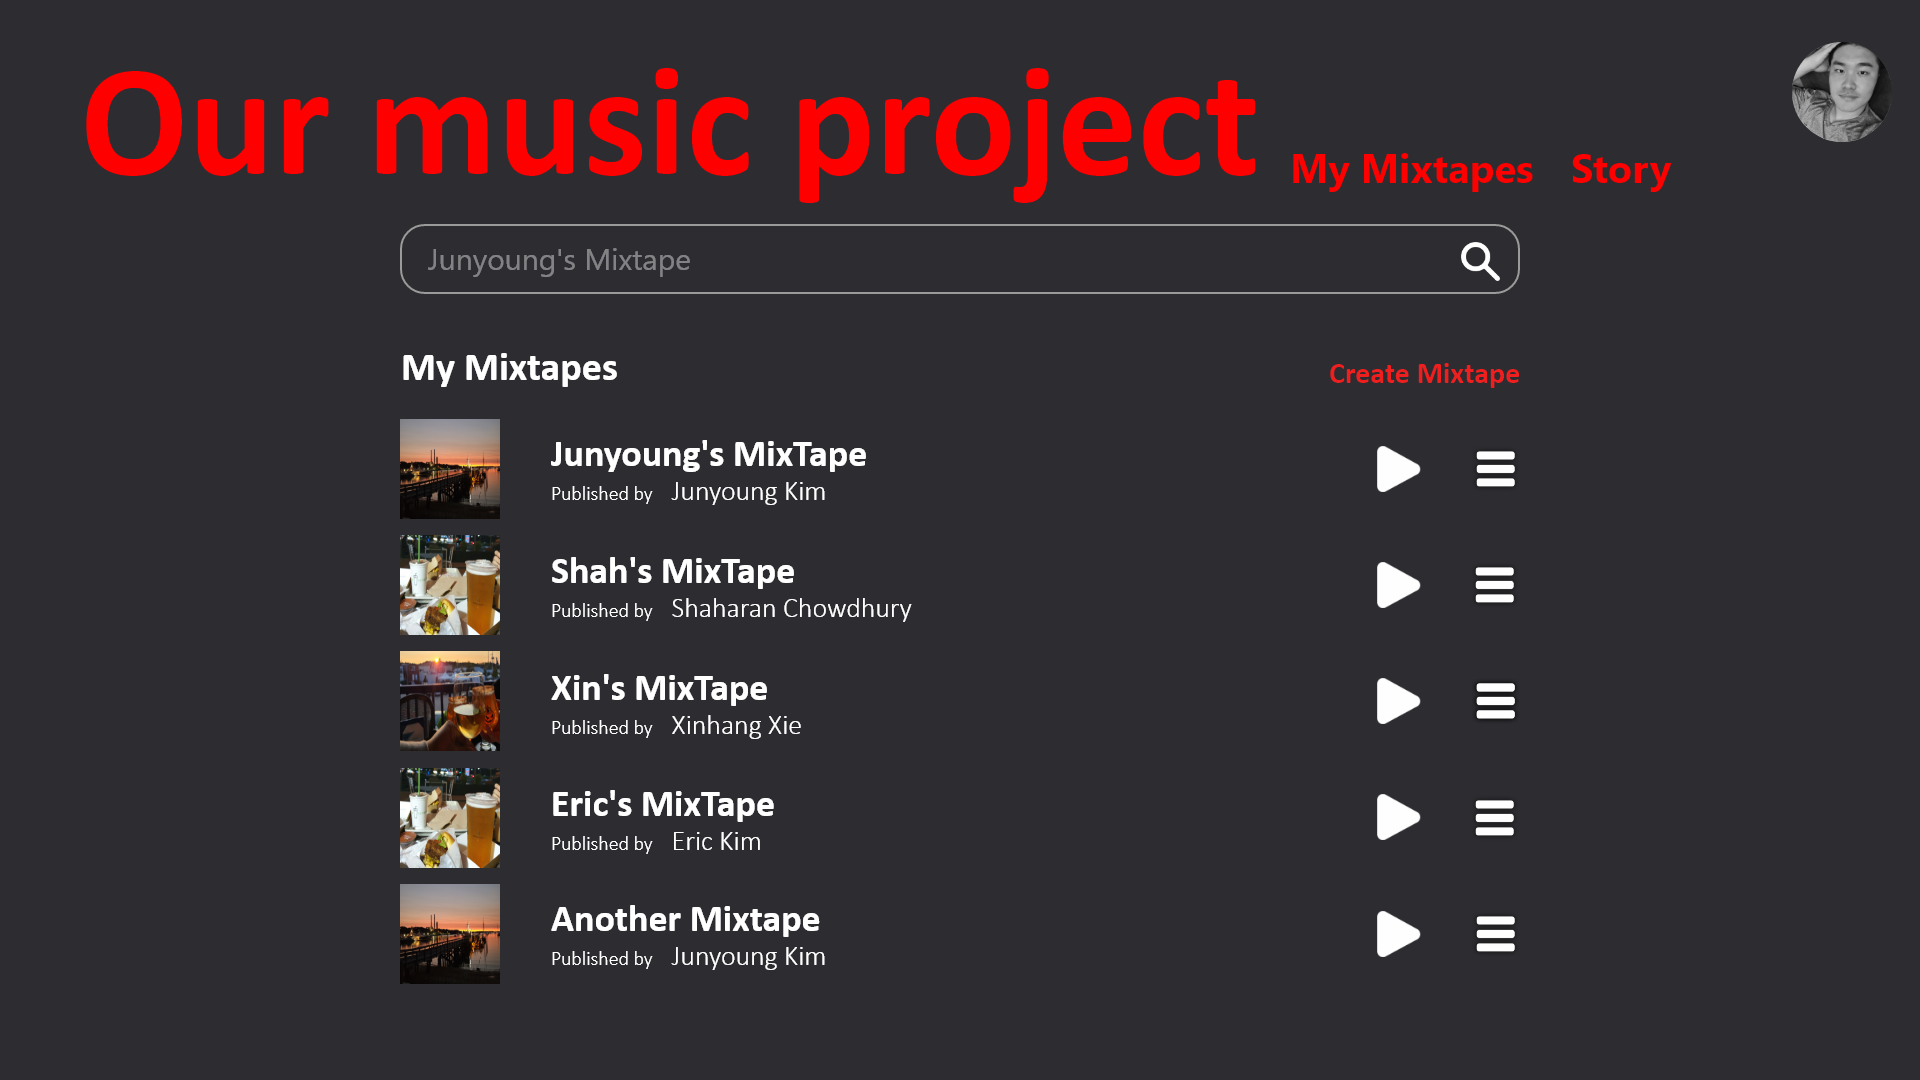 Our music project
My Mixtapes Story
Junyoung's Mixtape
My Mixtapes
Create Mixtape
Junyoung's MixTape
Published by Junyoung Kim
Shah's MixTape
Published by Shaharan Chowdhury
Xin's MixTape
Published by Xinhang Xie
Eric's MixTape
Published by Eric Kim
Another Mixtape
Published by Junyoung Kim